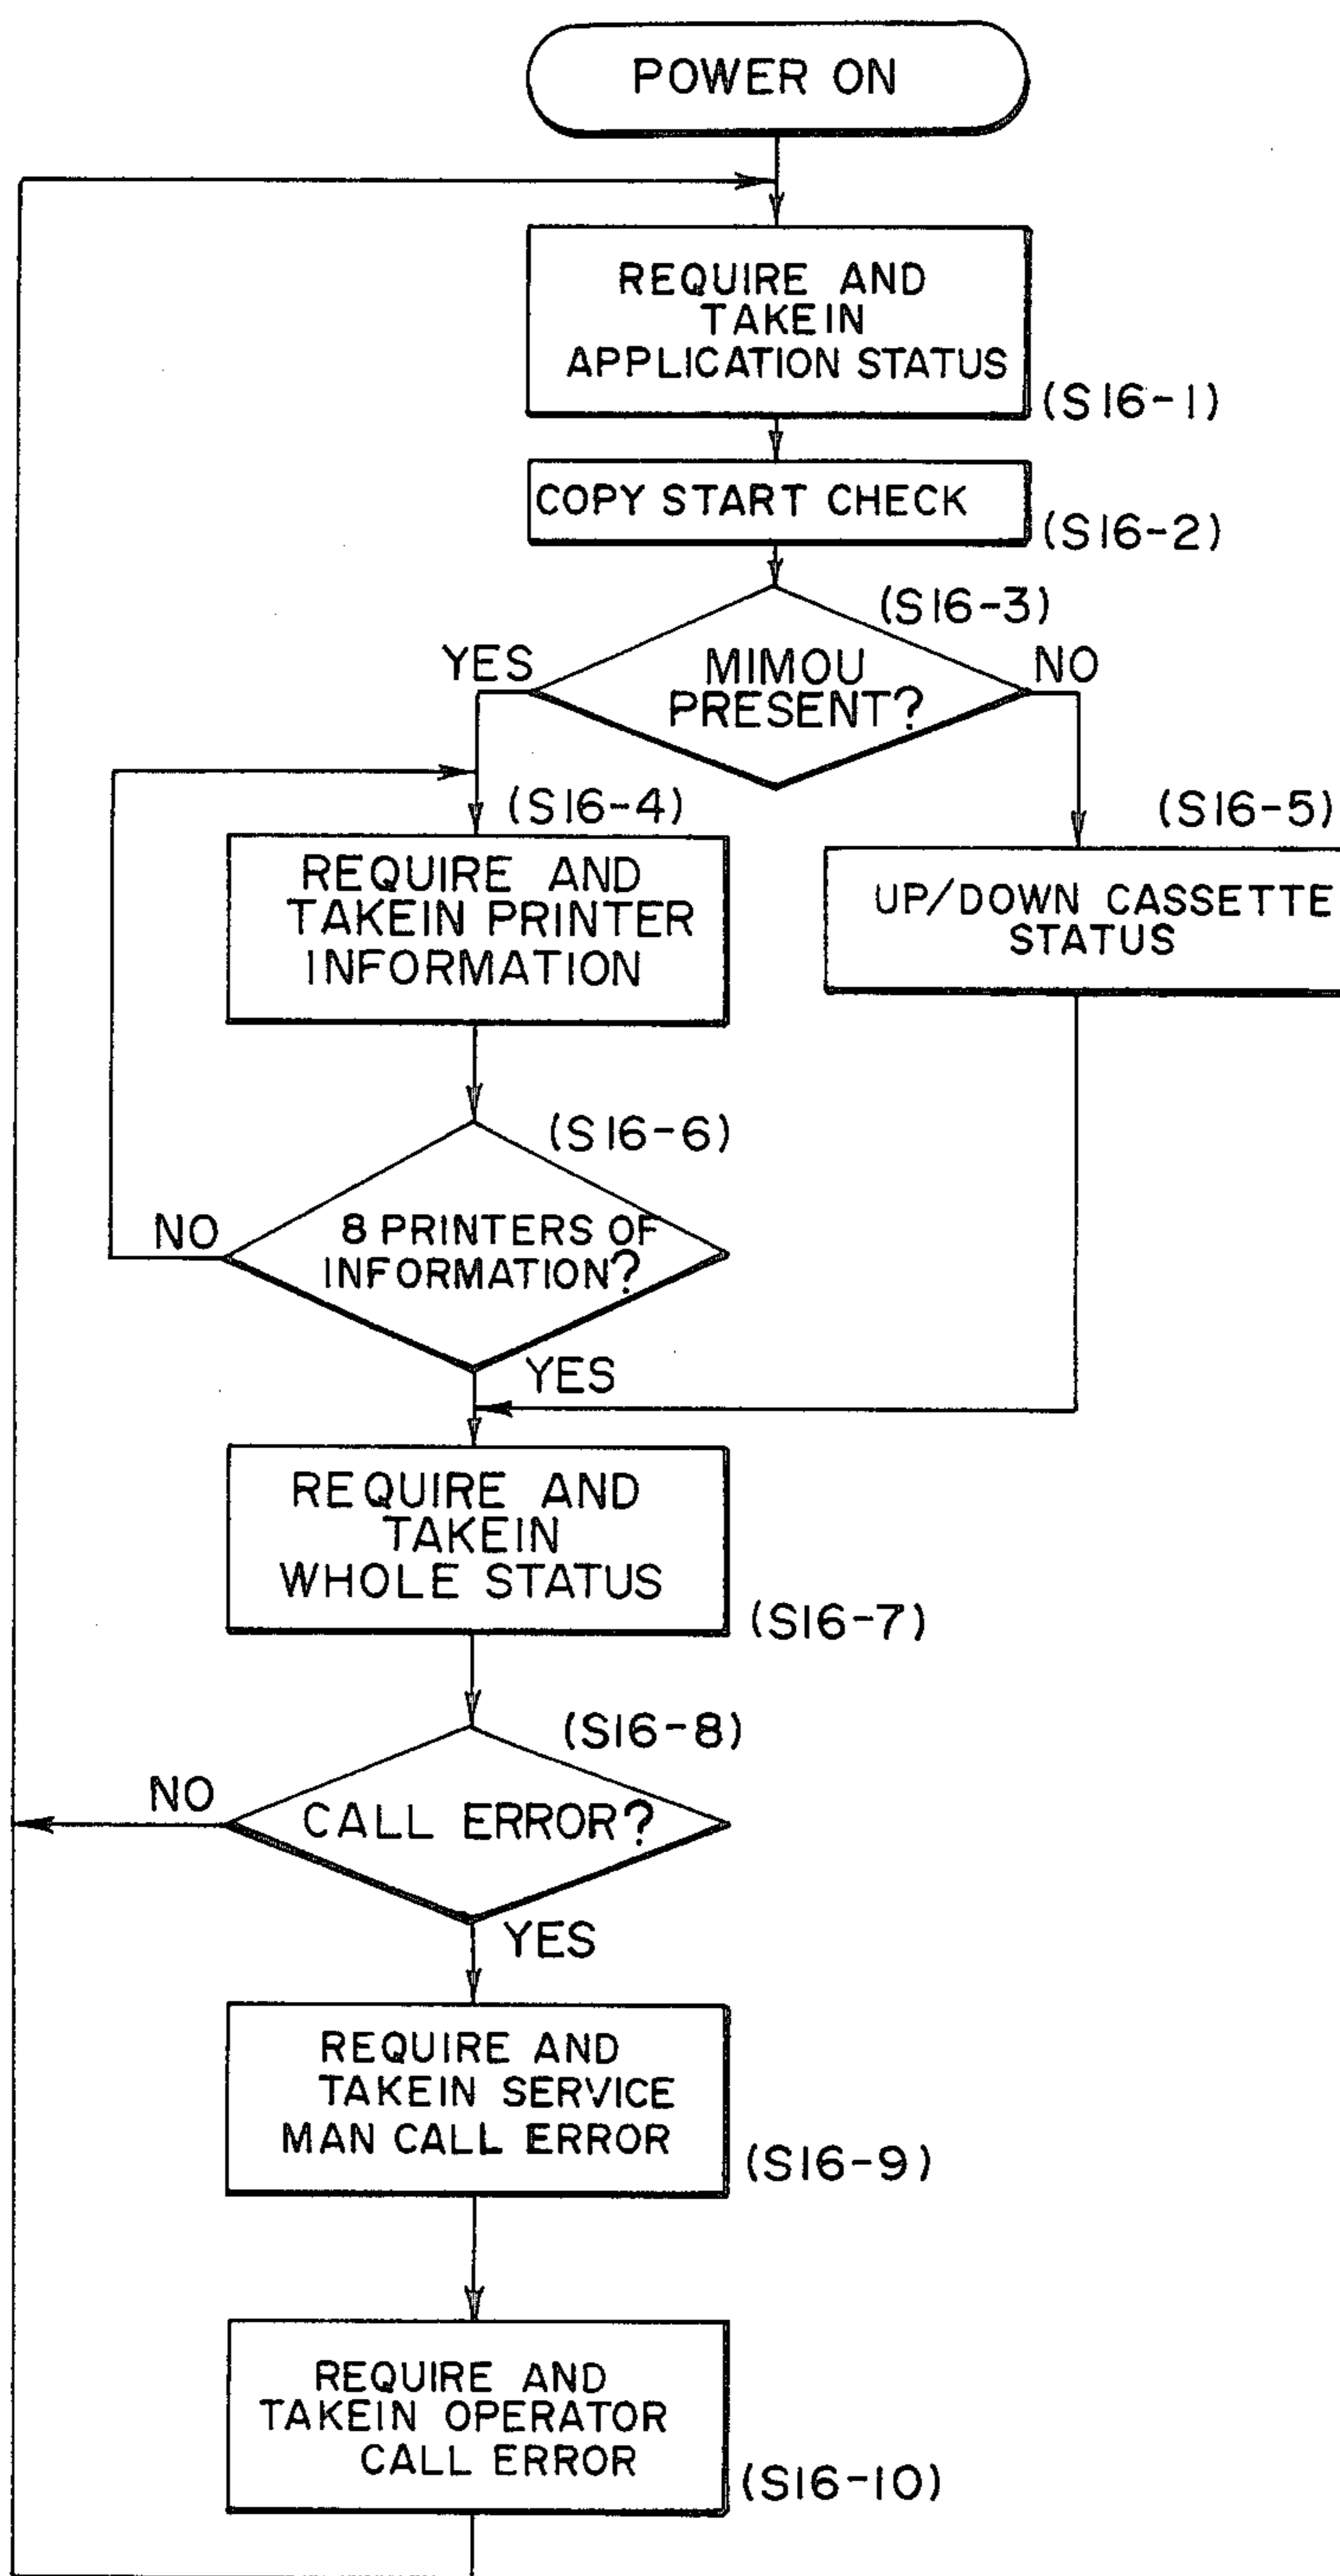 POWER ON
REQUIRE AND
TAKEIN
APPLICATION STATUS
(S16-1)
COPY START CHECK
(S16-2)
(S16-3)
YES
MIMOU
PRESENT?
NO
(S16-4)
REQUIRE AND
TAKEIN PRINTER
INFORMATION
(S16-5)
UP/DOWN CASSETTE
STATUS
(S16-6)
NO
8 PRINTERS OF
INFORMATION?
YES
REQUIRE AND
TAKEIN
WHOLE STATUS
(S16-7)
(S16-8)
NO
CALL ERROR?
YES
REQUIRE AND
TAKEIN SERVICE
MAN CALL ERROR
(S16-9)
REQUIRE AND
TAKEIN OPERATOR
CALL ERROR
(S16-10)